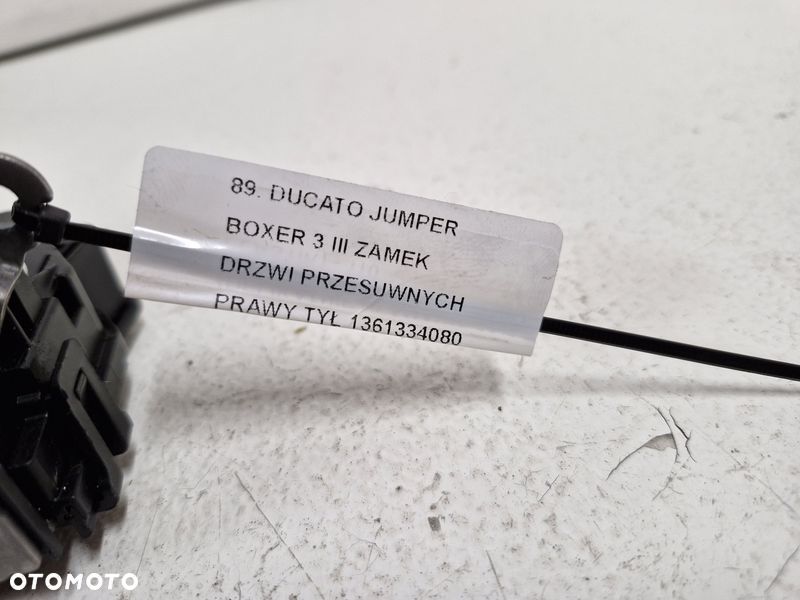 89. DUCATO JUMPER
BOXER 3 III ZAMEK
DRZWI PRZESUWNYCH
PRAWY TYŁ 1361334080
OTOMOTO